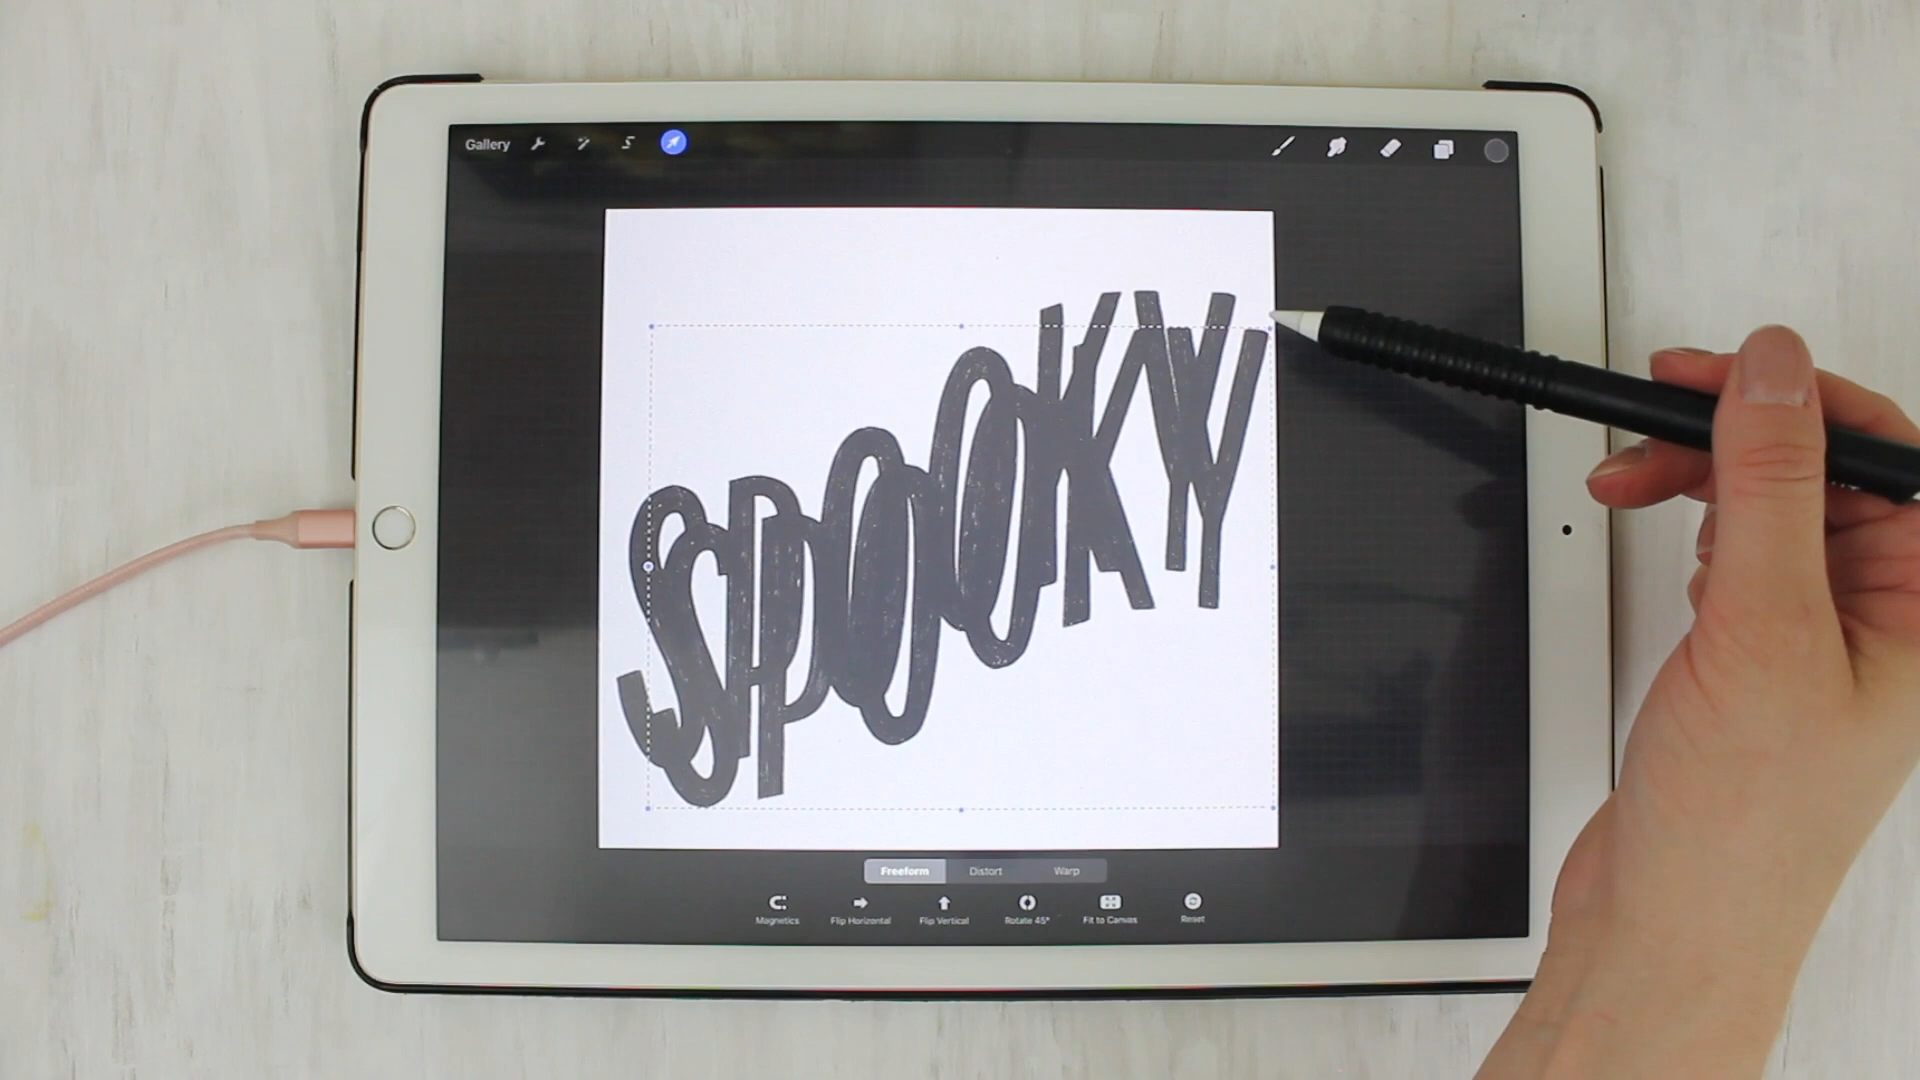 Gallery
SPOOKY
Freeform Distort Warp
Magnetics Flip Horizontal Flip Vertical Rotate 45° Fit to Canvas Reset